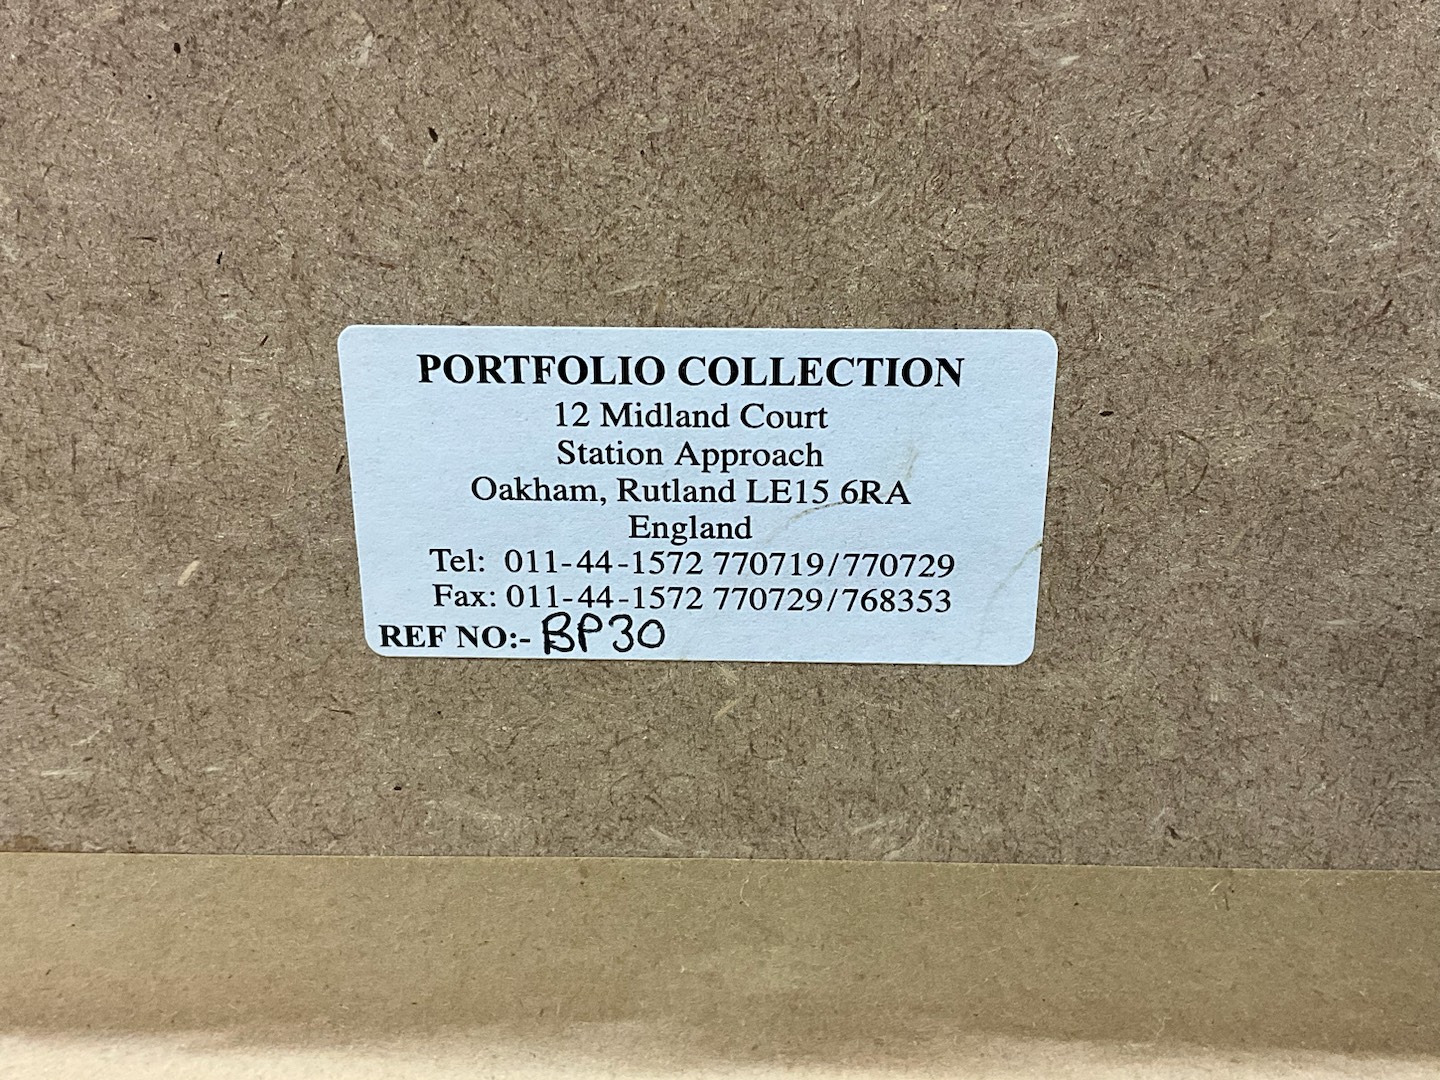 PORTFOLIO COLLECTION
12 Midland Court
Station Approach
Oakham, Rutland LE15 6RA
England
Tel: 011-44-1572 770719/770729
Fax: 011-44-1572 770729/768353
REF NO:- BP30